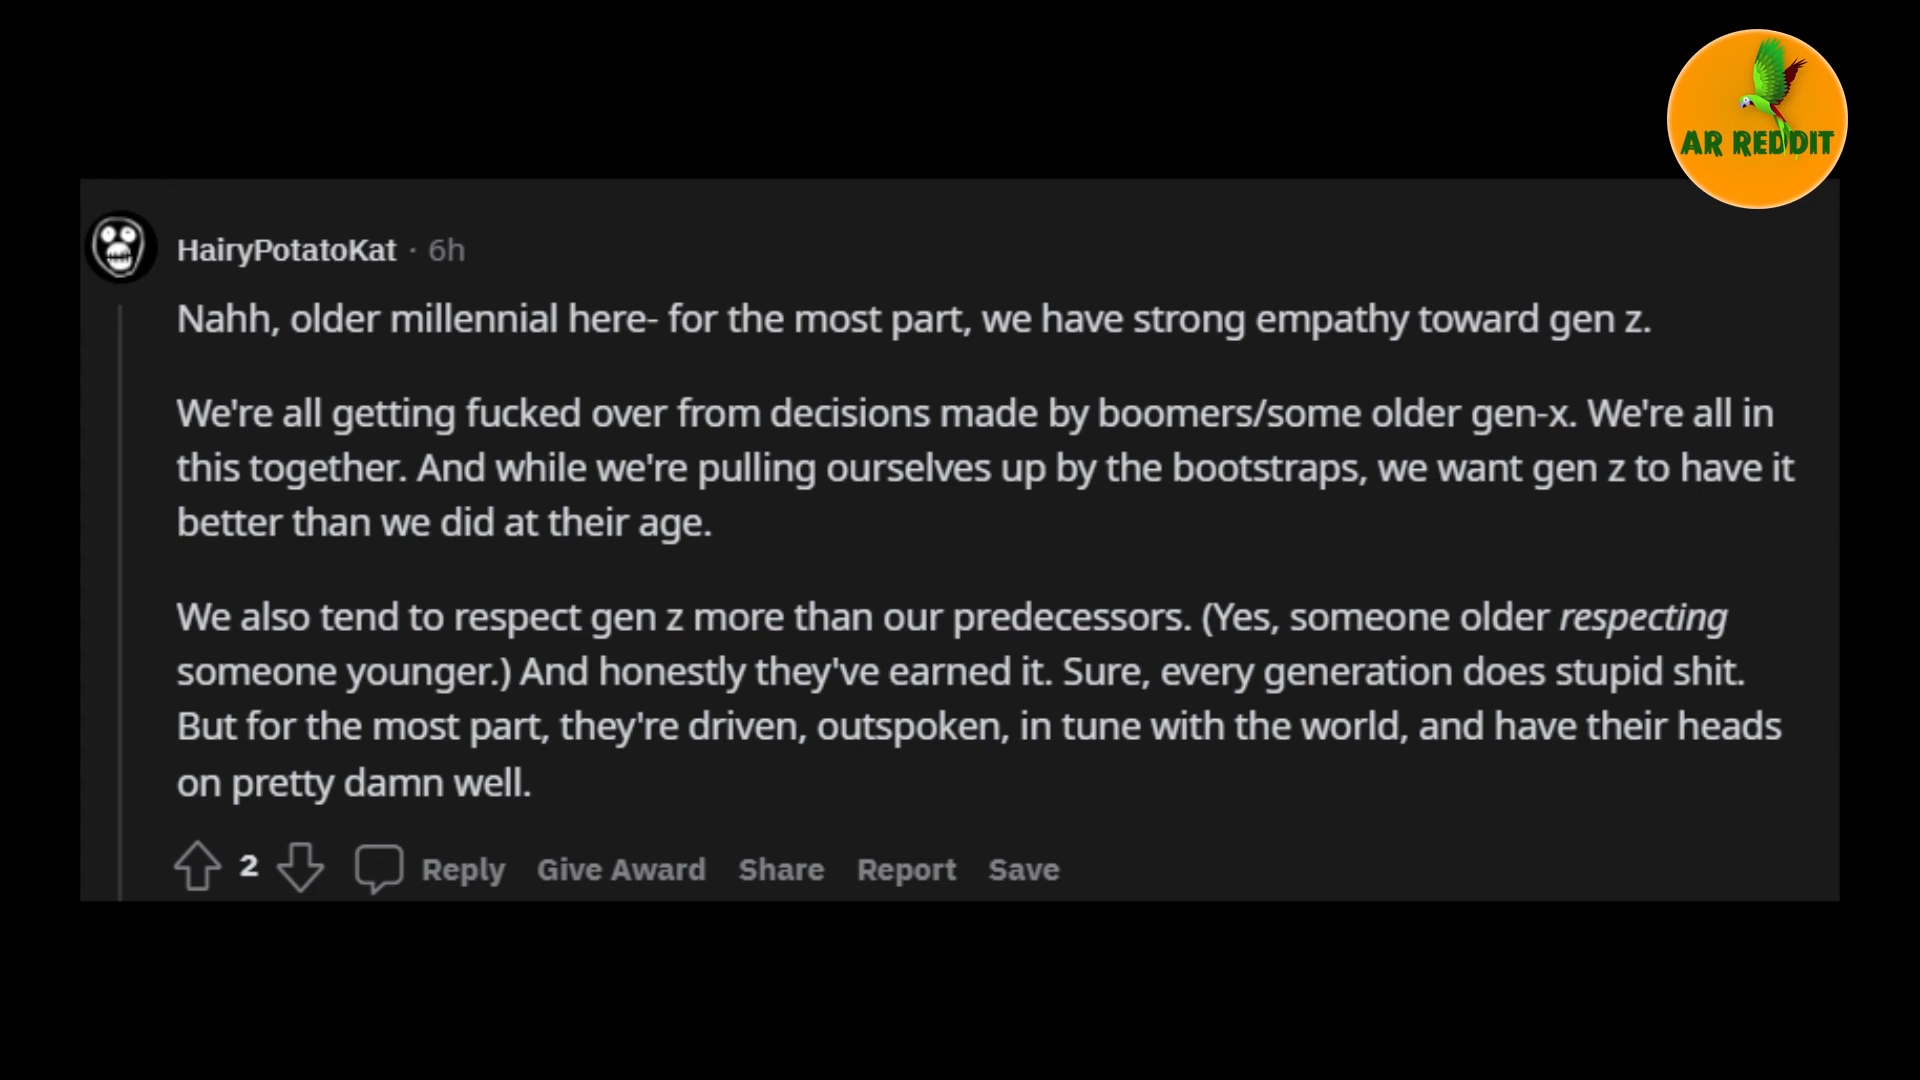 AR REDDIT
HairyPotatoKat · 6h
Nahh, older millennial here- for the most part, we have strong empathy toward gen z.
We're all getting fucked over from decisions made by boomers/some older gen-x. We're all in
this together. And while we're pulling ourselves up by the bootstraps, we want gen z to have it
better than we did at their age.
We also tend to respect gen z more than our predecessors. (Yes, someone older respecting
someone younger.) And honestly they've earned it. Sure, every generation does stupid shit.
But for the most part, they're driven, outspoken, in tune with the world, and have their heads
on pretty damn well.
2 Reply Give Award Share Report Save